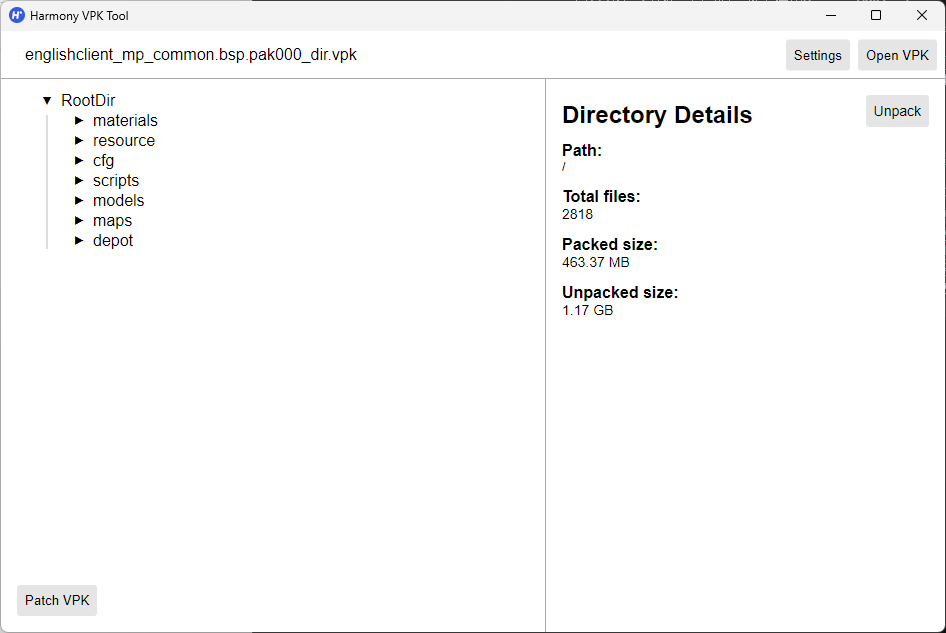 Harmony VPK Tool
englishclient_mp_common.bsp.pak000_dir.vpk
Settings
Open VPK
RootDir
materials
resource
cfg
scripts
models
maps
depot
Patch VPK
Directory Details
Unpack
Path:
/
Total files:
2818
Packed size:
463.37 MB
Unpacked size:
1.17 GB